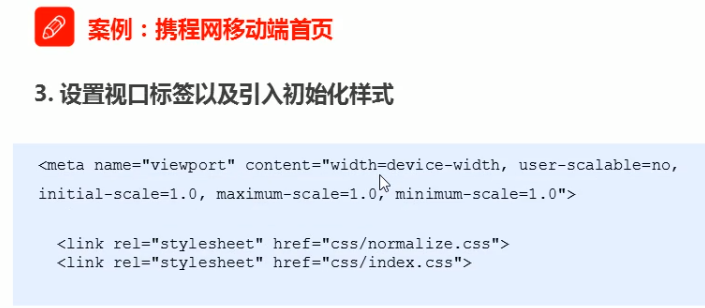 案例：携程网移动端首页
3. 设置视口标签以及引入初始化样式
<meta name="viewport" content="width=device-width, user-scalable=no,
initial-scale=1.0, maximum-scale=1.0, minimum-scale=1.0">
<link rel="stylesheet" href="css/normalize.css">
<link rel="stylesheet" href="css/index.css">